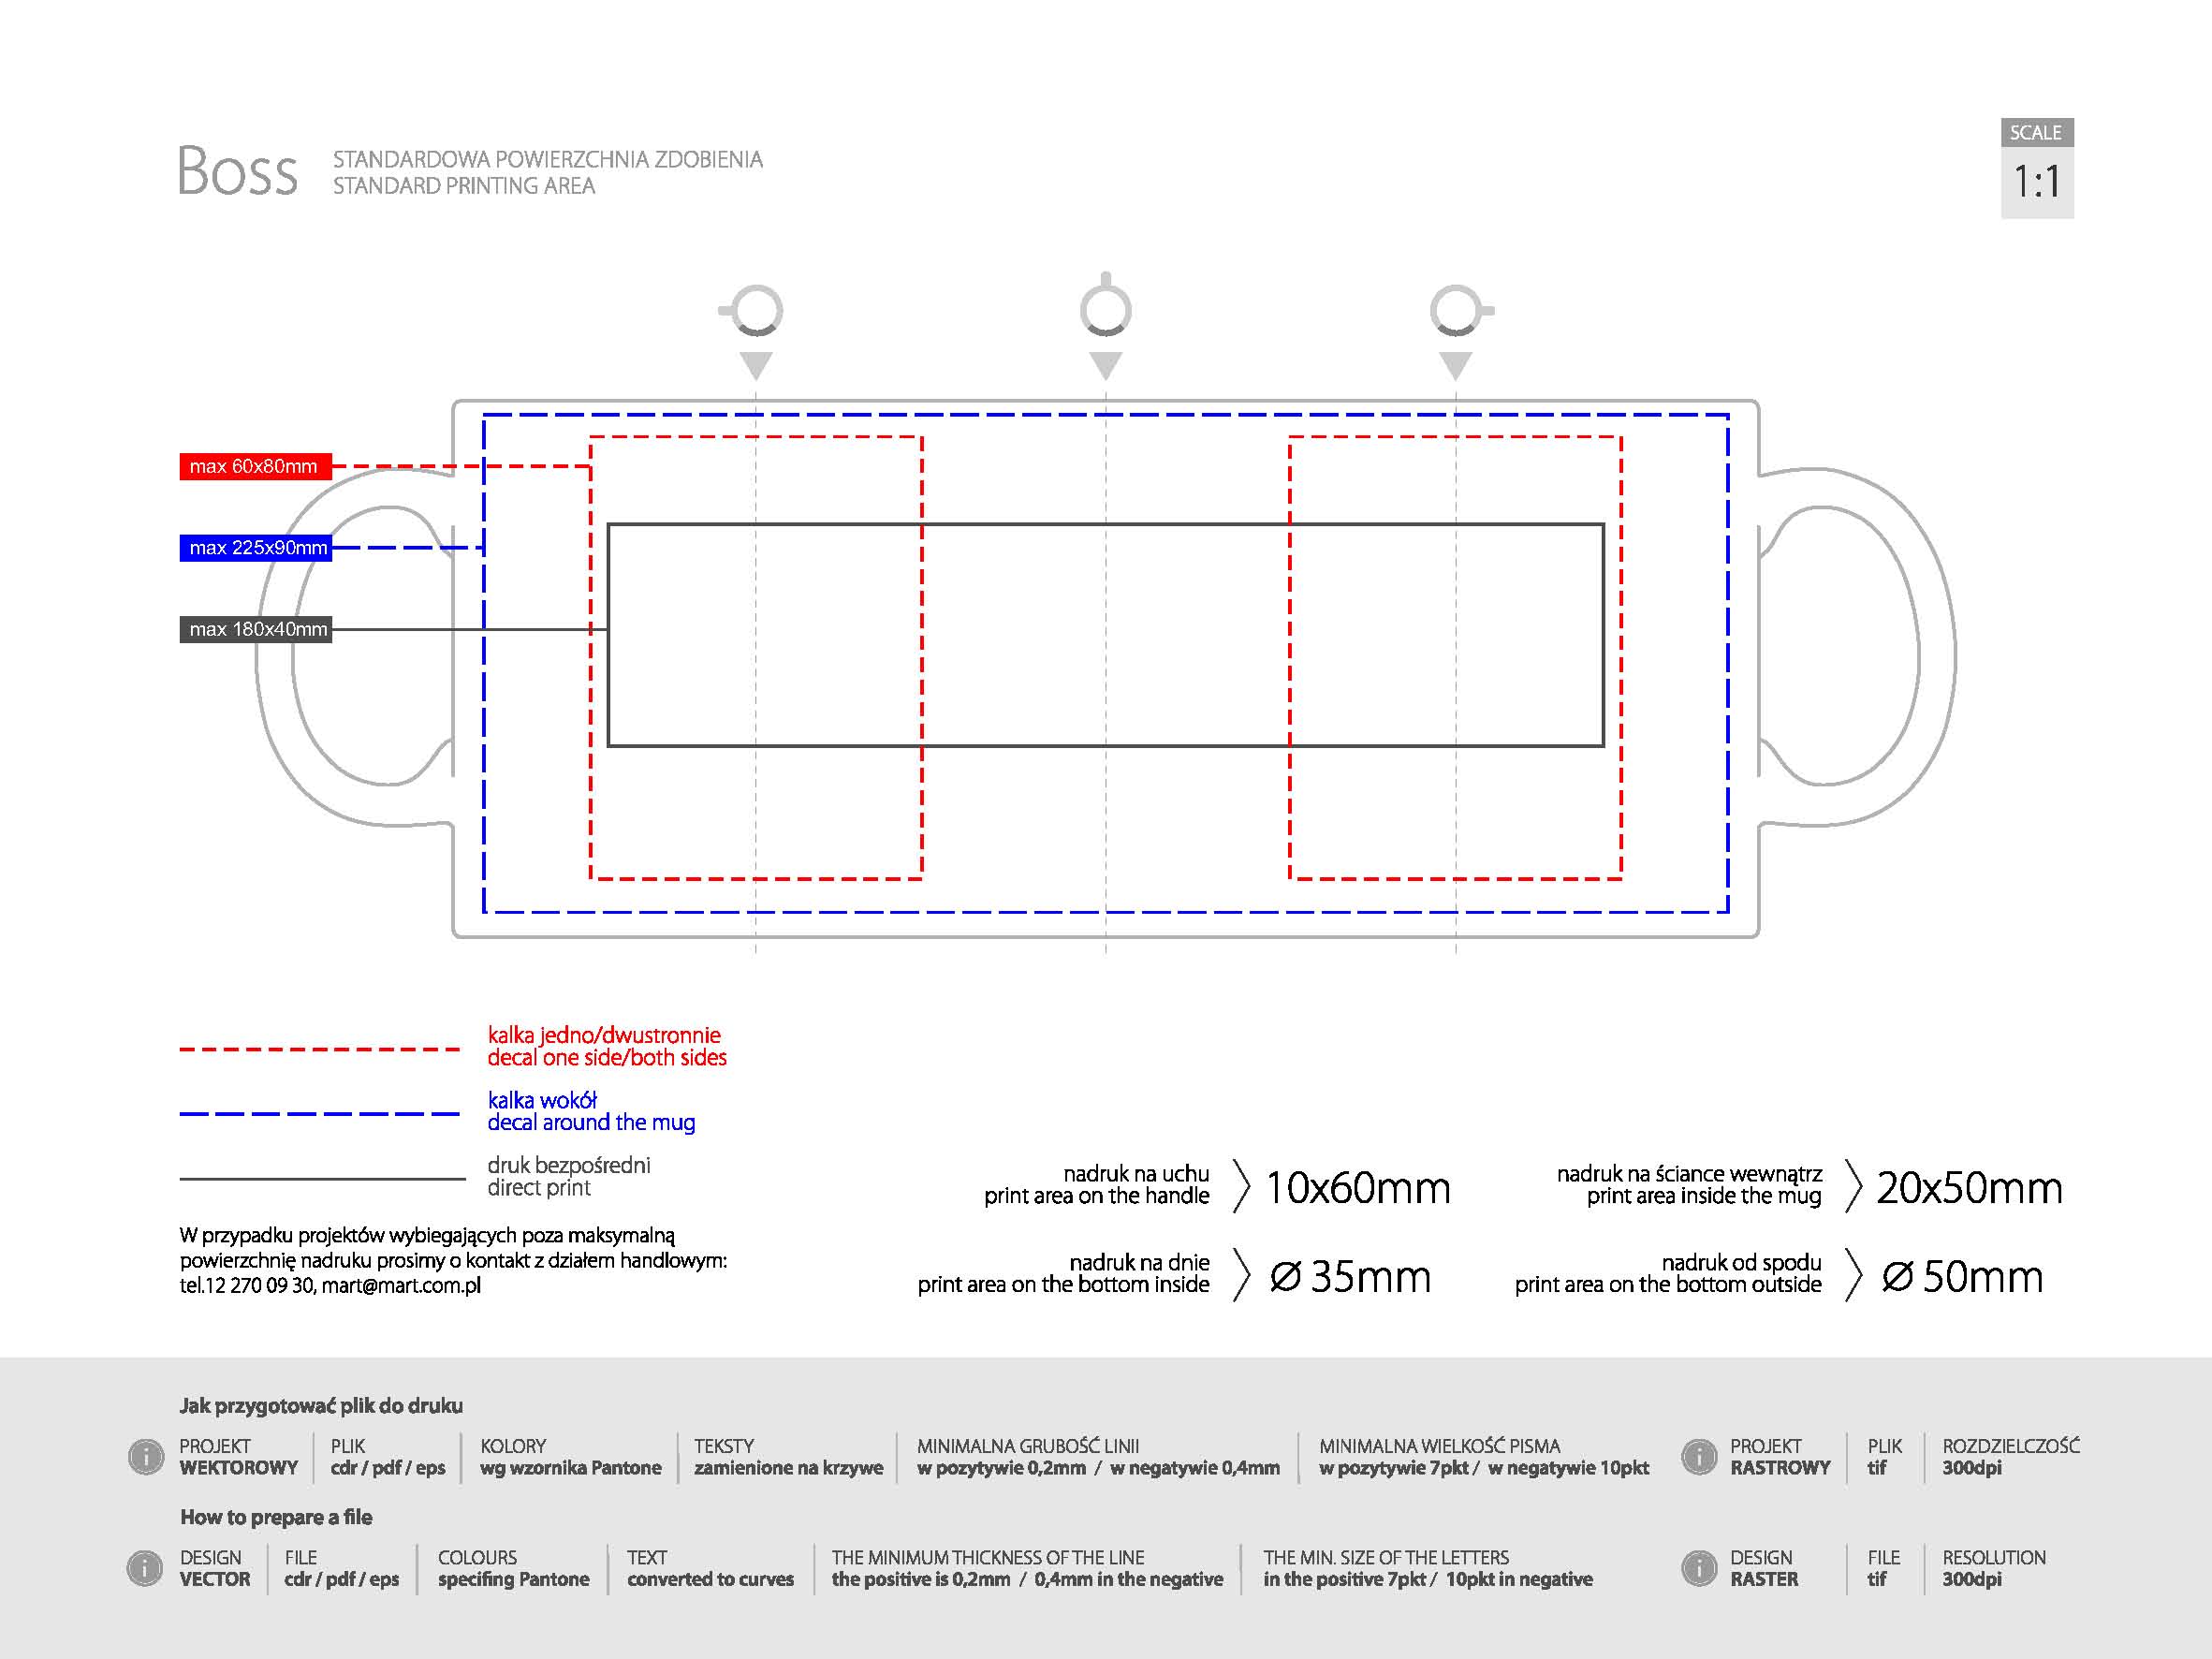 Boss
STANDARDOWA POWIERZCHNIA ZDOBIENIA
STANDARD PRINTING AREA
SCALE
1:1
max 60x80mm
max 225x90mm
max 180x40mm
kalka jedno/dwustronnie
decal one side/both sides
kalka wokół
decal around the mug
druk bezpośredni
direct print
W przypadku projektów wybiegających poza maksymalną
powierzchnię nadruku prosimy o kontakt z działem handlowym:
tel.12 270 09 30, mart@mart.com.pl
nadruk na uchu
print area on the handle
10x60mm
nadruk na ściance wewnątrz
print area inside the mug
20x50mm
nadruk na dnie
print area on the bottom inside
⌀ 35mm
nadruk od spodu
print area on the bottom outside
⌀ 50mm
Jak przygotować plik do druku
i
PROJEKT
WEKTOROWY
PLIK
cdr / pdf / eps
KOLORY
wg wzornika Pantone
TEKSTY
zamienione na krzywe
MINIMALNA GRUBOŚĆ LINII
w pozytywie 0,2mm / w negatywie 0,4mm
MINIMALNA WIELKOŚĆ PISMA
w pozytywie 7pkt / w negatywie 10pkt
i
PROJEKT
RASTROWY
PLIK
tif
ROZDZIELCZOŚĆ
300dpi
How to prepare a file
i
DESIGN
VECTOR
FILE
cdr / pdf / eps
COLOURS
specifing Pantone
TEXT
converted to curves
THE MINIMUM THICKNESS OF THE LINE
the positive is 0,2mm / 0,4mm in the negative
THE MIN. SIZE OF THE LETTERS
in the positive 7pkt / 10pkt in negative
i
DESIGN
RASTER
FILE
tif
RESOLUTION
300dpi